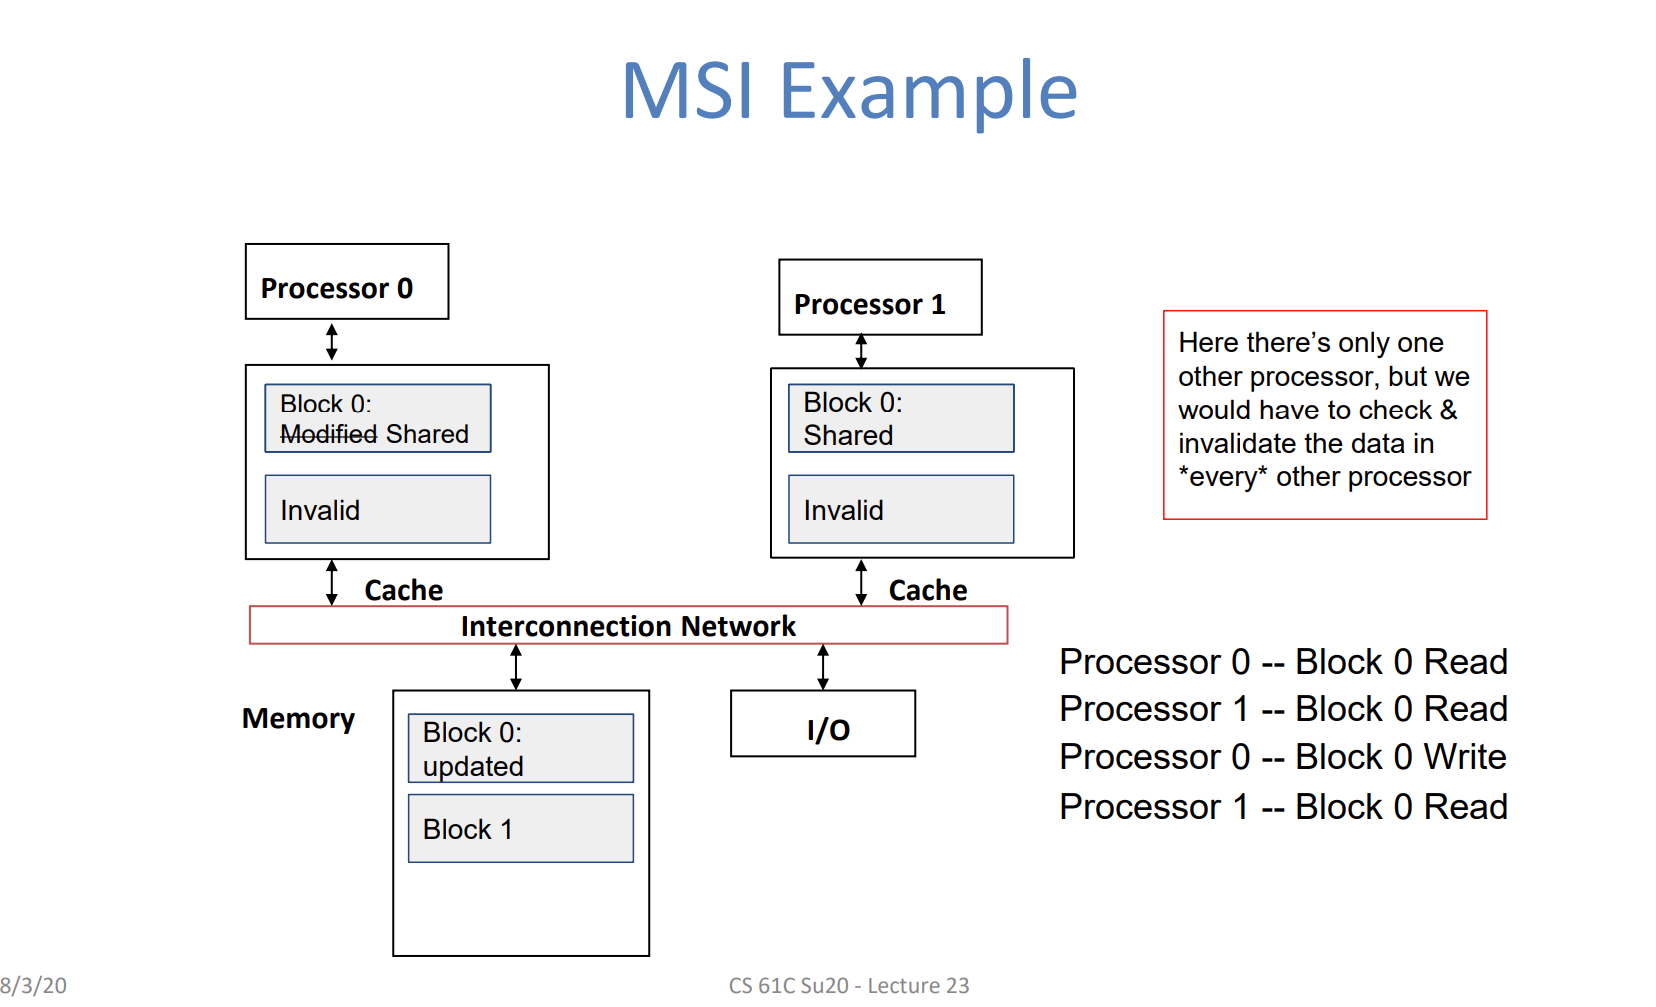 MSI Example
Processor 0
Processor 1
Block 0:
Modified Shared
Invalid
Block 0:
Shared
Invalid
Here there’s only one
other processor, but we
would have to check &
invalidate the data in
*every* other processor
Cache
Cache
Interconnection Network
Memory
Block 0:
updated
Block 1
I/O
Processor 0 -- Block 0 Read
Processor 1 -- Block 0 Read
Processor 0 -- Block 0 Write
Processor 1 -- Block 0 Read
8/3/20
CS 61C Su20 - Lecture 23